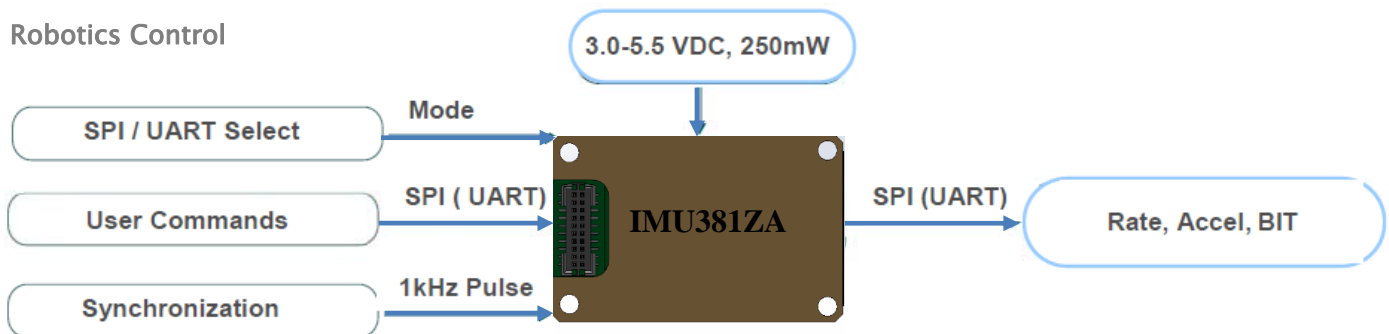 Robotics Control
3.0-5.5 VDC, 250mW
SPI / UART Select
Mode
User Commands
SPI ( UART)
IMU381ZA
SPI (UART)
Rate, Accel, BIT
Synchronization
1kHz Pulse